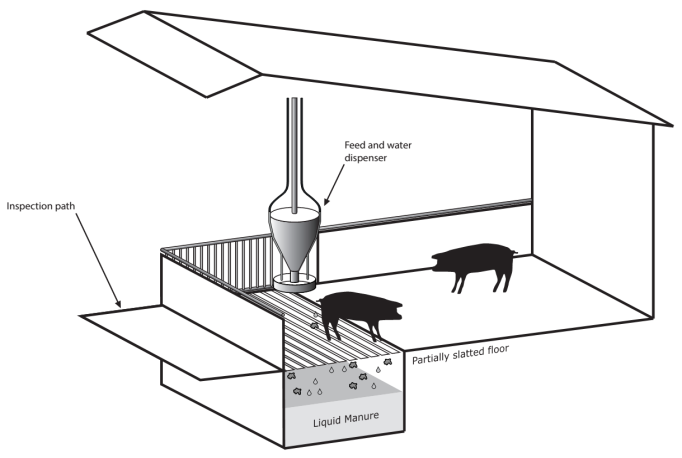 Feed and water
dispenser
Inspection path
Partially slatted floor
Liquid Manure